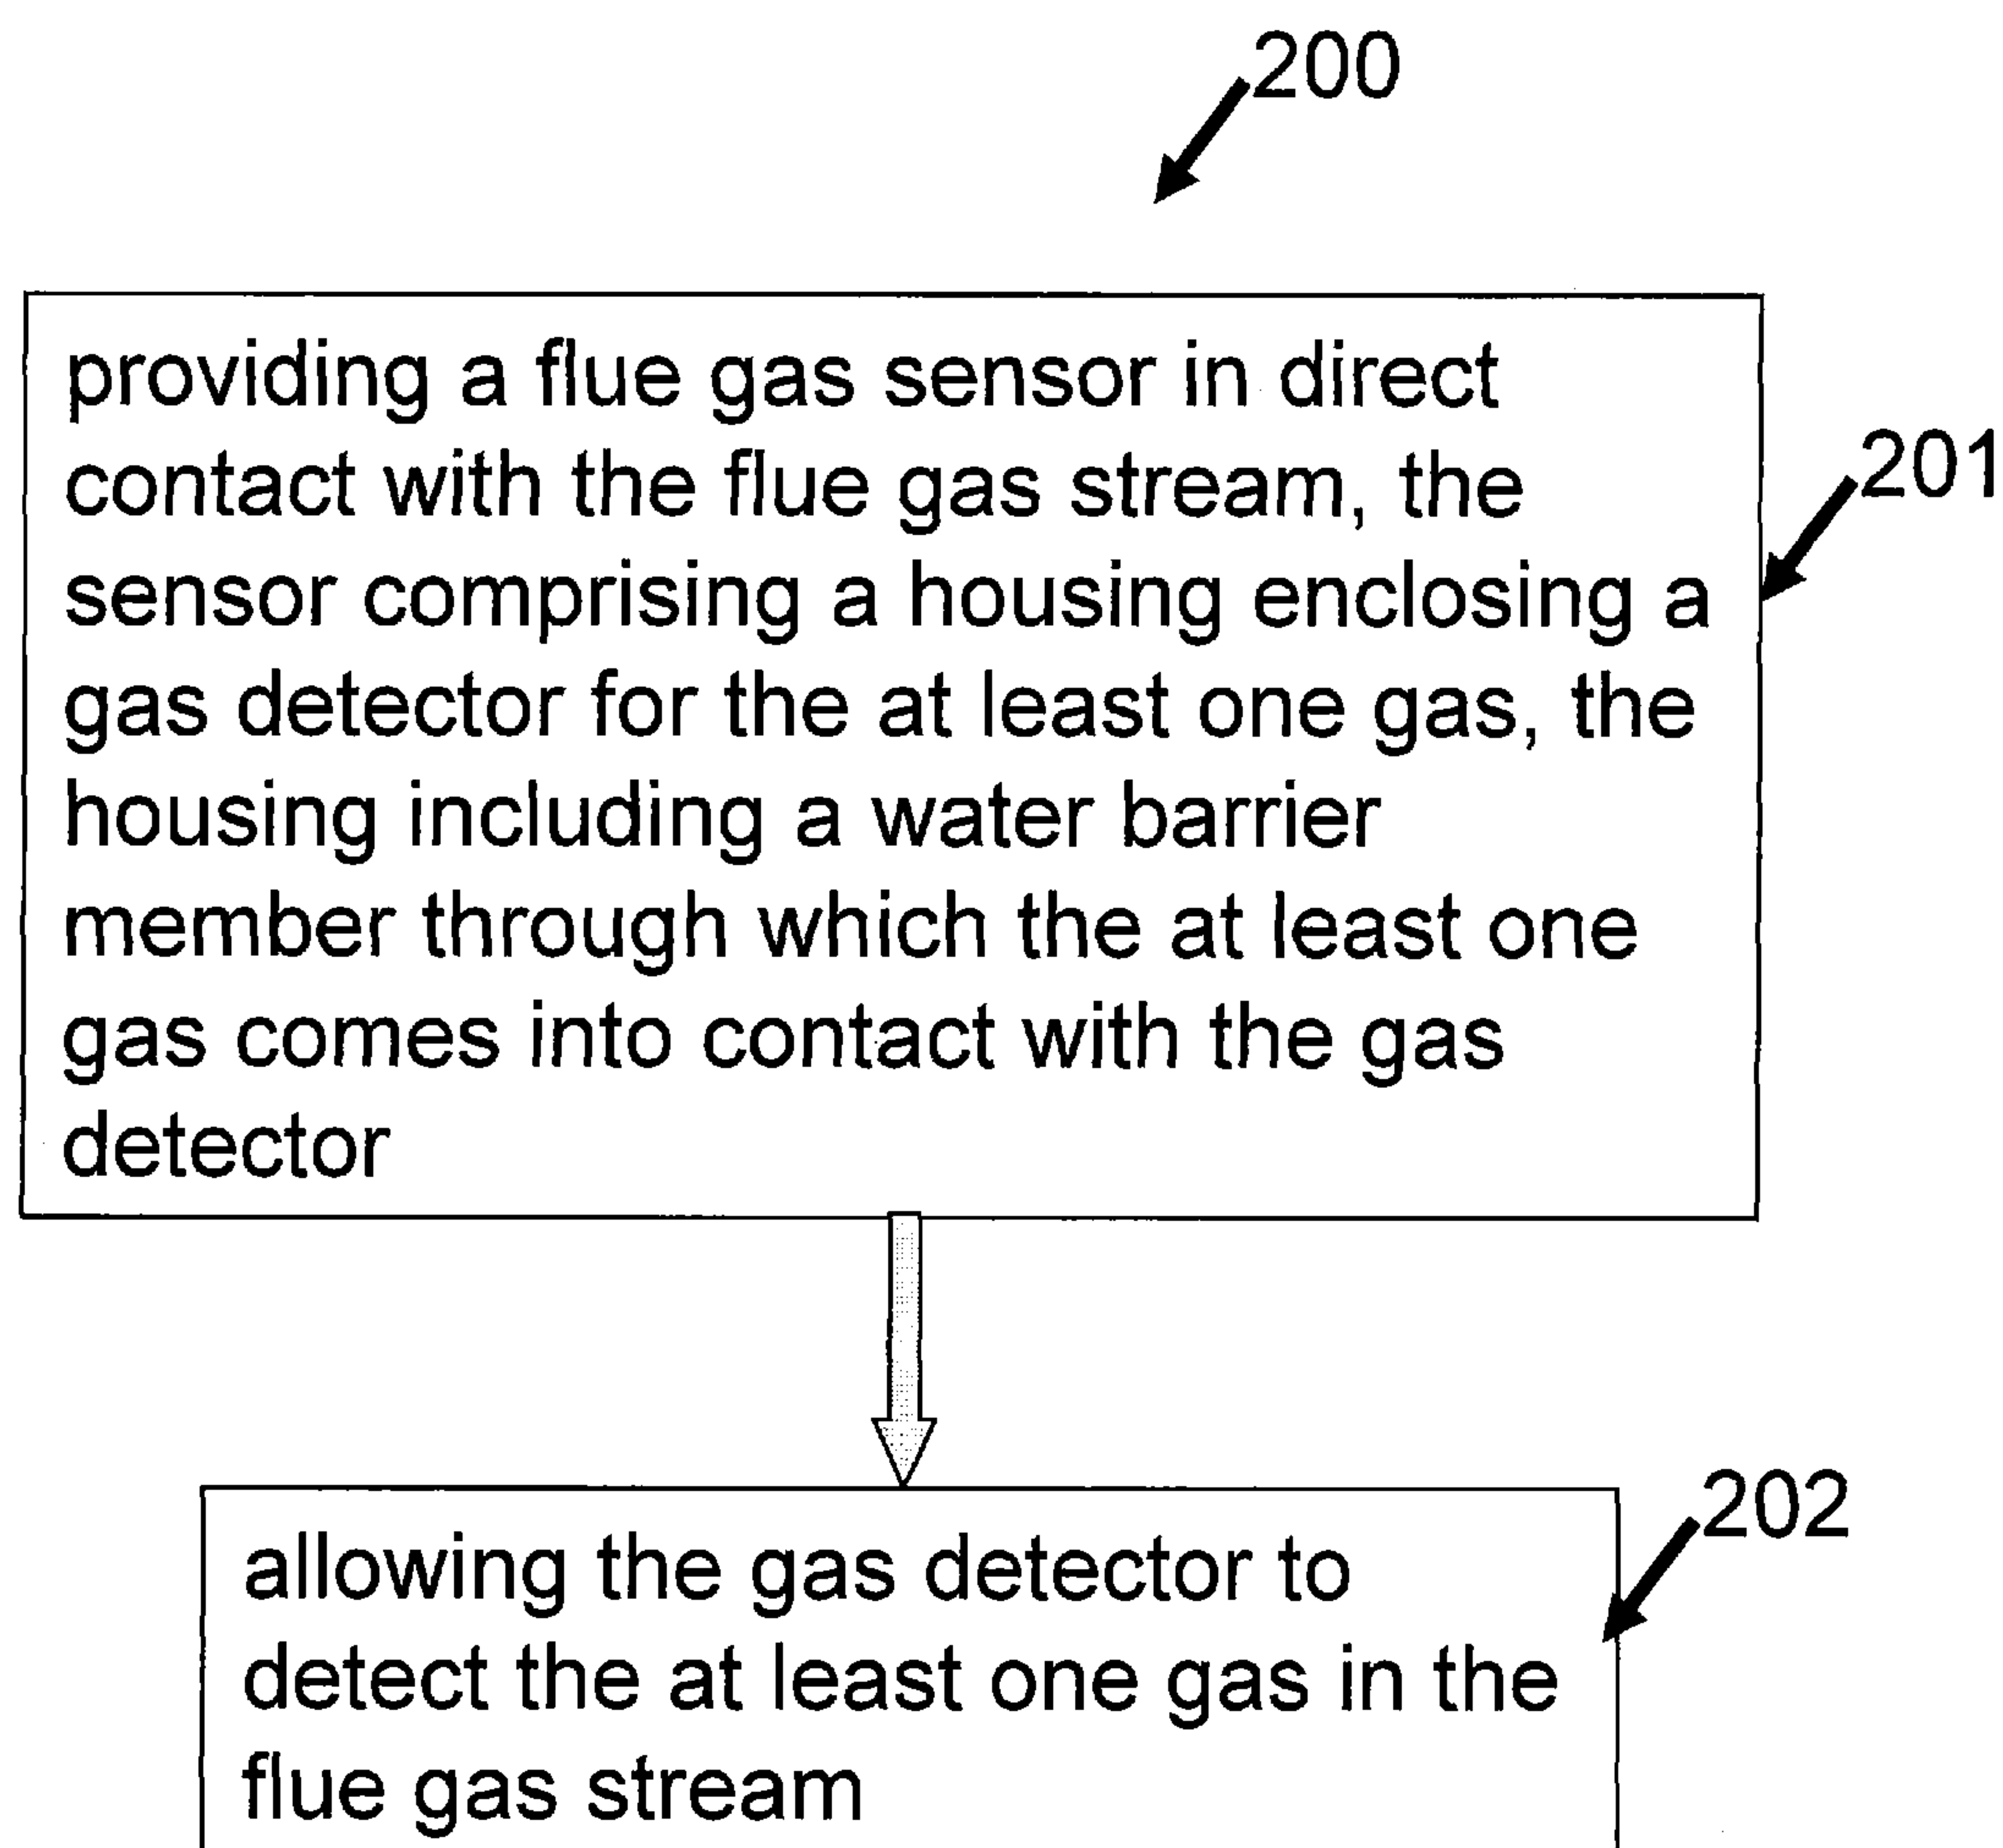 200
providing a flue gas sensor in direct
contact with the flue gas stream, the
201
sensor comprising a housing enclosing a
gas detector for the at least one gas, the
housing including a water barrier
member through which the at least one
gas comes into contact with the gas
detector
202
allowing the gas detector to
detect the at least one gas in the
flue gas stream